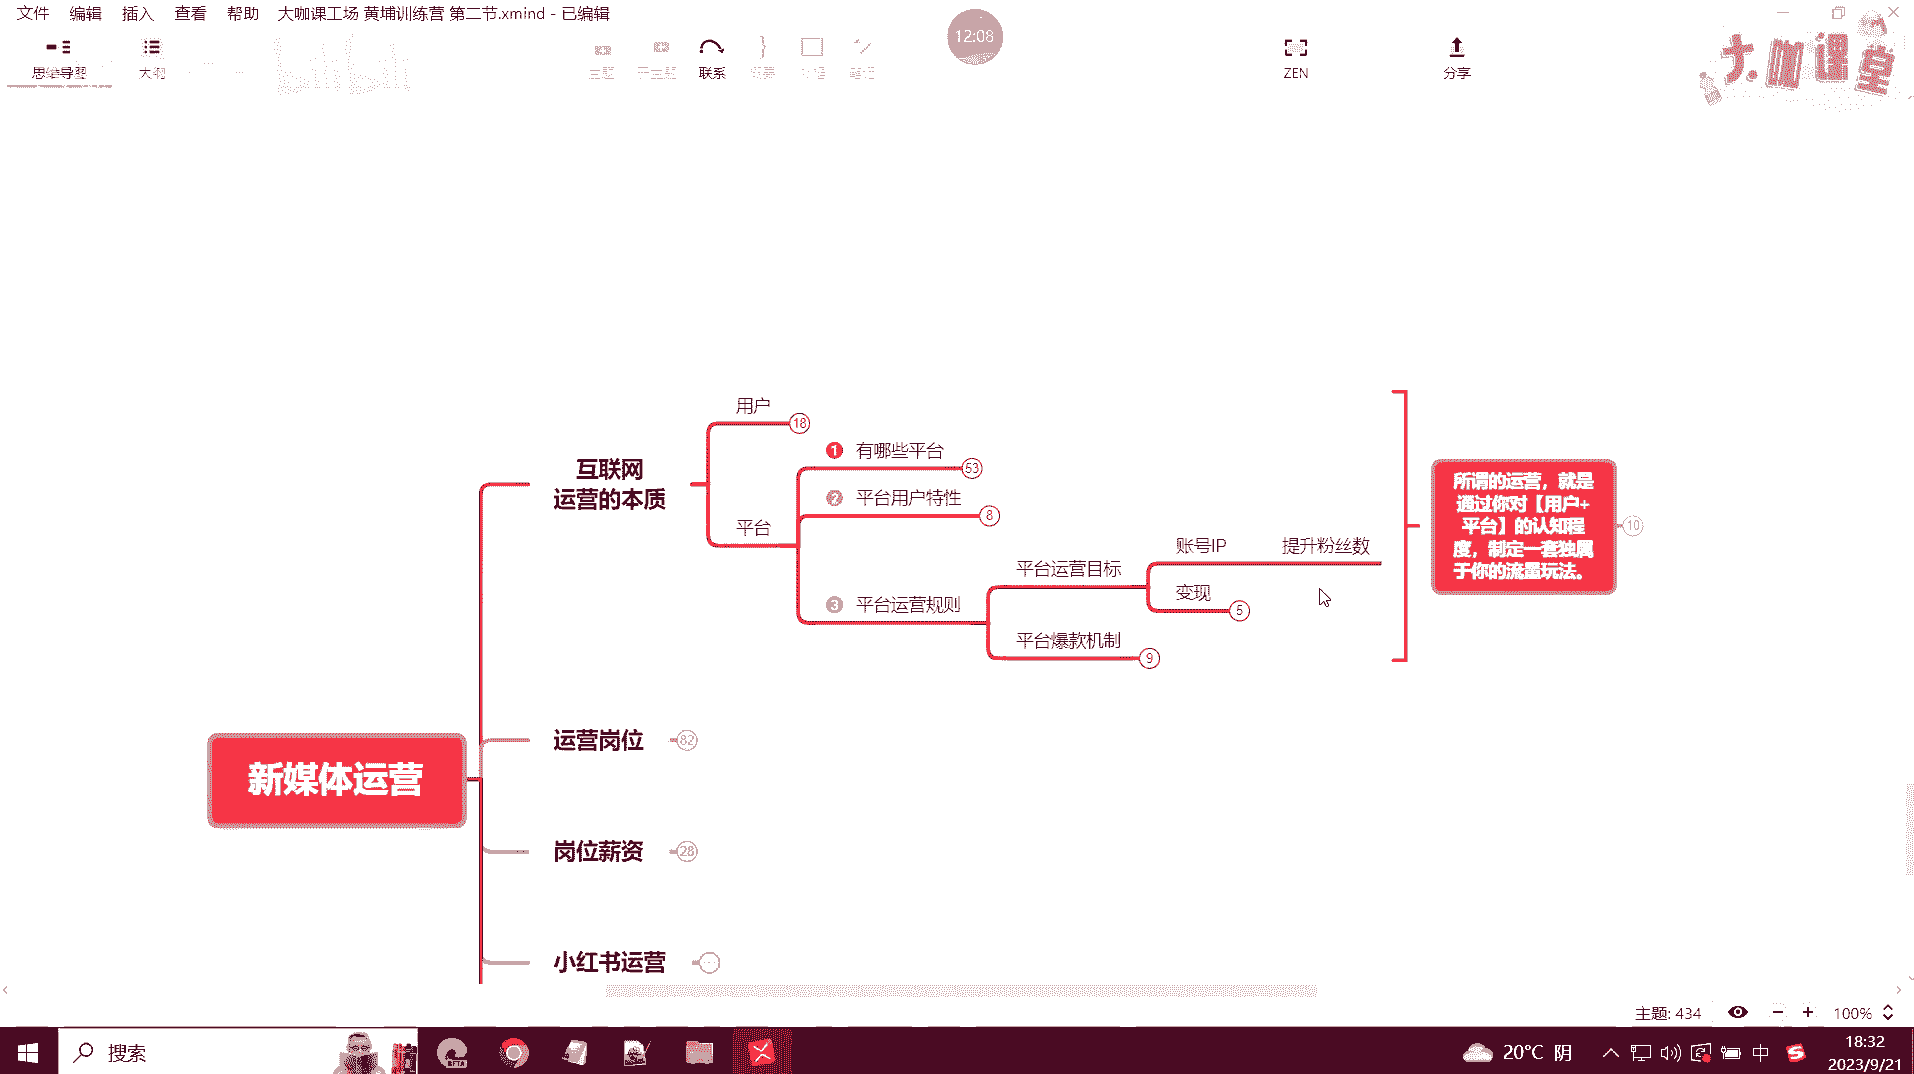 文件 编辑 插入 查看 帮助 大咖课工场 黄埔训练营 第二节.xmind - 已编辑
12:08
思维导图 大纲 联系 ZEN 分享
大咖课堂
用户 18
1 有哪些平台 53
互联网
运营的本质
2 平台用户特性 8
平台
账号IP 提升粉丝数
平台运营目标
变现 5
3 平台运营规则
平台爆款机制 9
所谓的运营，就是
通过你对【用户+
平台】的认知程
度，制定一套独属
于你的流量玩法。
10
运营岗位 82
新媒体运营
岗位薪资 28
小红书运营
主题: 434 100%
搜索
20°C 阴
中
18:32
2023/9/21